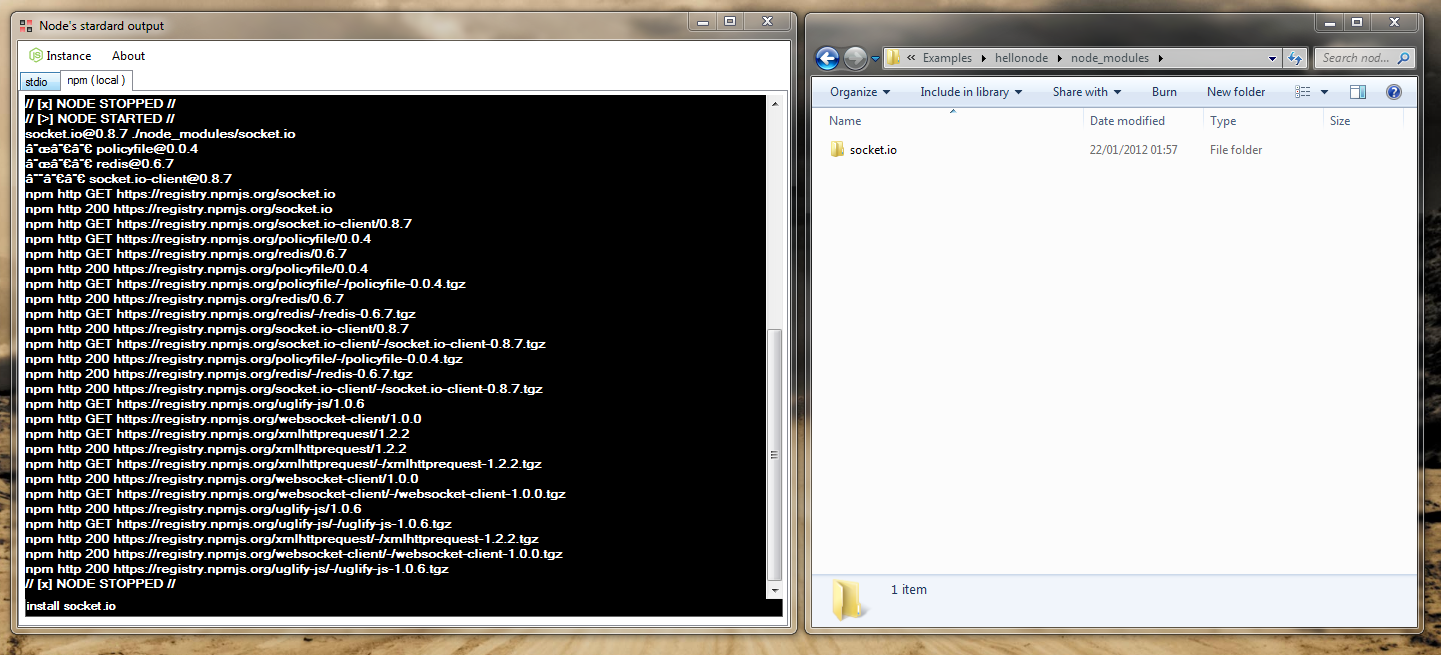 Node's stardard output
Instance About
stdio npm ( local )
// [x] NODE STOPPED //
// [>] NODE STARTED //
socket.io@0.8.7 ./node_modules/socket.io
â¯œâ¯€â¯€ policyfile@0.0.4
â¯œâ¯€â¯€ redis@0.6.7
â¯¯â¯€â¯€ socket.io-client@0.8.7
npm http GET https://registry.npmjs.org/socket.io
npm http 200 https://registry.npmjs.org/socket.io
npm http GET https://registry.npmjs.org/socket.io-client/0.8.7
npm http GET https://registry.npmjs.org/policyfile/0.0.4
npm http GET https://registry.npmjs.org/redis/0.6.7
npm http 200 https://registry.npmjs.org/policyfile/0.0.4
npm http GET https://registry.npmjs.org/policyfile/-/policyfile-0.0.4.tgz
npm http 200 https://registry.npmjs.org/redis/0.6.7
npm http GET https://registry.npmjs.org/redis/-/redis-0.6.7.tgz
npm http 200 https://registry.npmjs.org/socket.io-client/0.8.7
npm http GET https://registry.npmjs.org/socket.io-client/-/socket.io-client-0.8.7.tgz
npm http 200 https://registry.npmjs.org/policyfile/-/policyfile-0.0.4.tgz
npm http 200 https://registry.npmjs.org/redis/-/redis-0.6.7.tgz
npm http 200 https://registry.npmjs.org/socket.io-client/-/socket.io-client-0.8.7.tgz
npm http GET https://registry.npmjs.org/uglify-js/1.0.6
npm http GET https://registry.npmjs.org/websocket-client/1.0.0
npm http GET https://registry.npmjs.org/xmlhttprequest/1.2.2
npm http 200 https://registry.npmjs.org/xmlhttprequest/1.2.2
npm http GET https://registry.npmjs.org/xmlhttprequest/-/xmlhttprequest-1.2.2.tgz
npm http 200 https://registry.npmjs.org/websocket-client/1.0.0
npm http GET https://registry.npmjs.org/websocket-client/-/websocket-client-1.0.0.tgz
npm http 200 https://registry.npmjs.org/uglify-js/1.0.6
npm http GET https://registry.npmjs.org/uglify-js/-/uglify-js-1.0.6.tgz
npm http 200 https://registry.npmjs.org/xmlhttprequest/-/xmlhttprequest-1.2.2.tgz
npm http 200 https://registry.npmjs.org/websocket-client/-/websocket-client-1.0.0.tgz
npm http 200 https://registry.npmjs.org/uglify-js/-/uglify-js-1.0.6.tgz
// [x] NODE STOPPED //
install socket.io
« Examples hellonode node_modules Search nod...
Organize Include in library Share with Burn New folder
Name Date modified Type Size
socket.io 22/01/2012 01:57 File folder
1 item